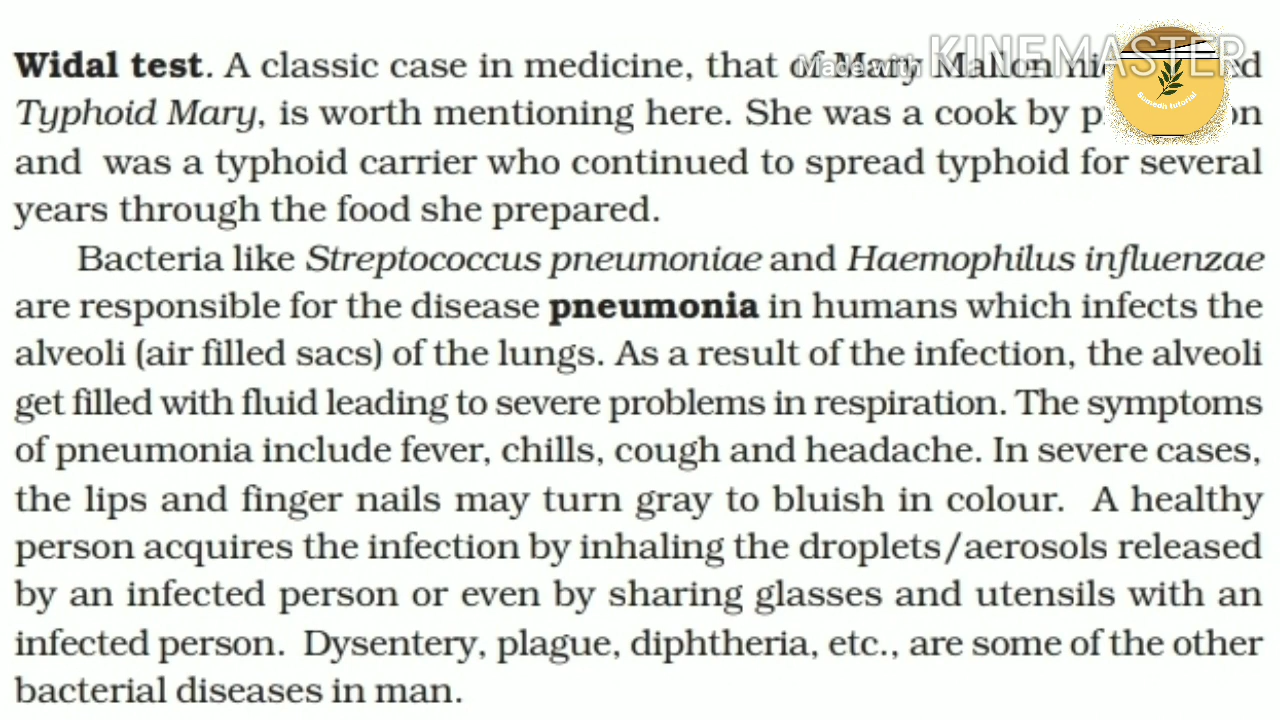 Widal test. A classic case in medicine, that of Mary Mallon
Made with KINEMASTER
Sumedh tutorial
Typhoid Mary, is worth mentioning here. She was a cook by
and was a typhoid carrier who continued to spread typhoid for several
years through the food she prepared.
Bacteria like Streptococcus pneumoniae and Haemophilus influenzae
are responsible for the disease pneumonia in humans which infects the
alveoli (air filled sacs) of the lungs. As a result of the infection, the alveoli
get filled with fluid leading to severe problems in respiration. The symptoms
of pneumonia include fever, chills, cough and headache. In severe cases,
the lips and finger nails may turn gray to bluish in colour. A healthy
person acquires the infection by inhaling the droplets/aerosols released
by an infected person or even by sharing glasses and utensils with an
infected person. Dysentery, plague, diphtheria, etc., are some of the other
bacterial diseases in man.